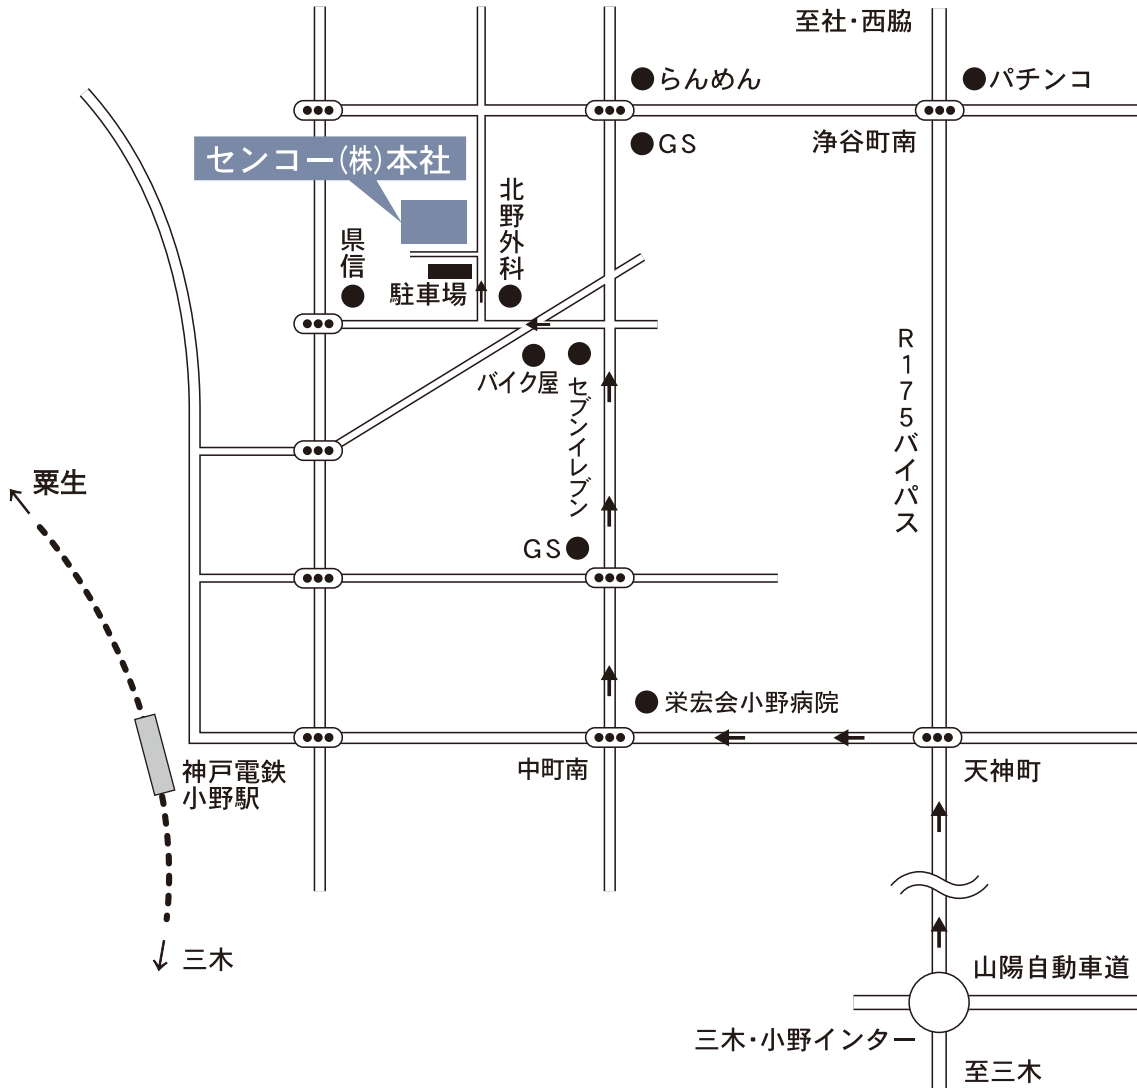 至社・西脇
らんめん
パチンコ
GS
浄谷町南
センコー(株)本社
北野外科
県信
駐車場
バイク屋
セブンイレブン
R175バイパス
粟生
GS
栄宏会小野病院
神戸電鉄
小野駅
中町南
天神町
三木
山陽自動車道
三木・小野インター
至三木